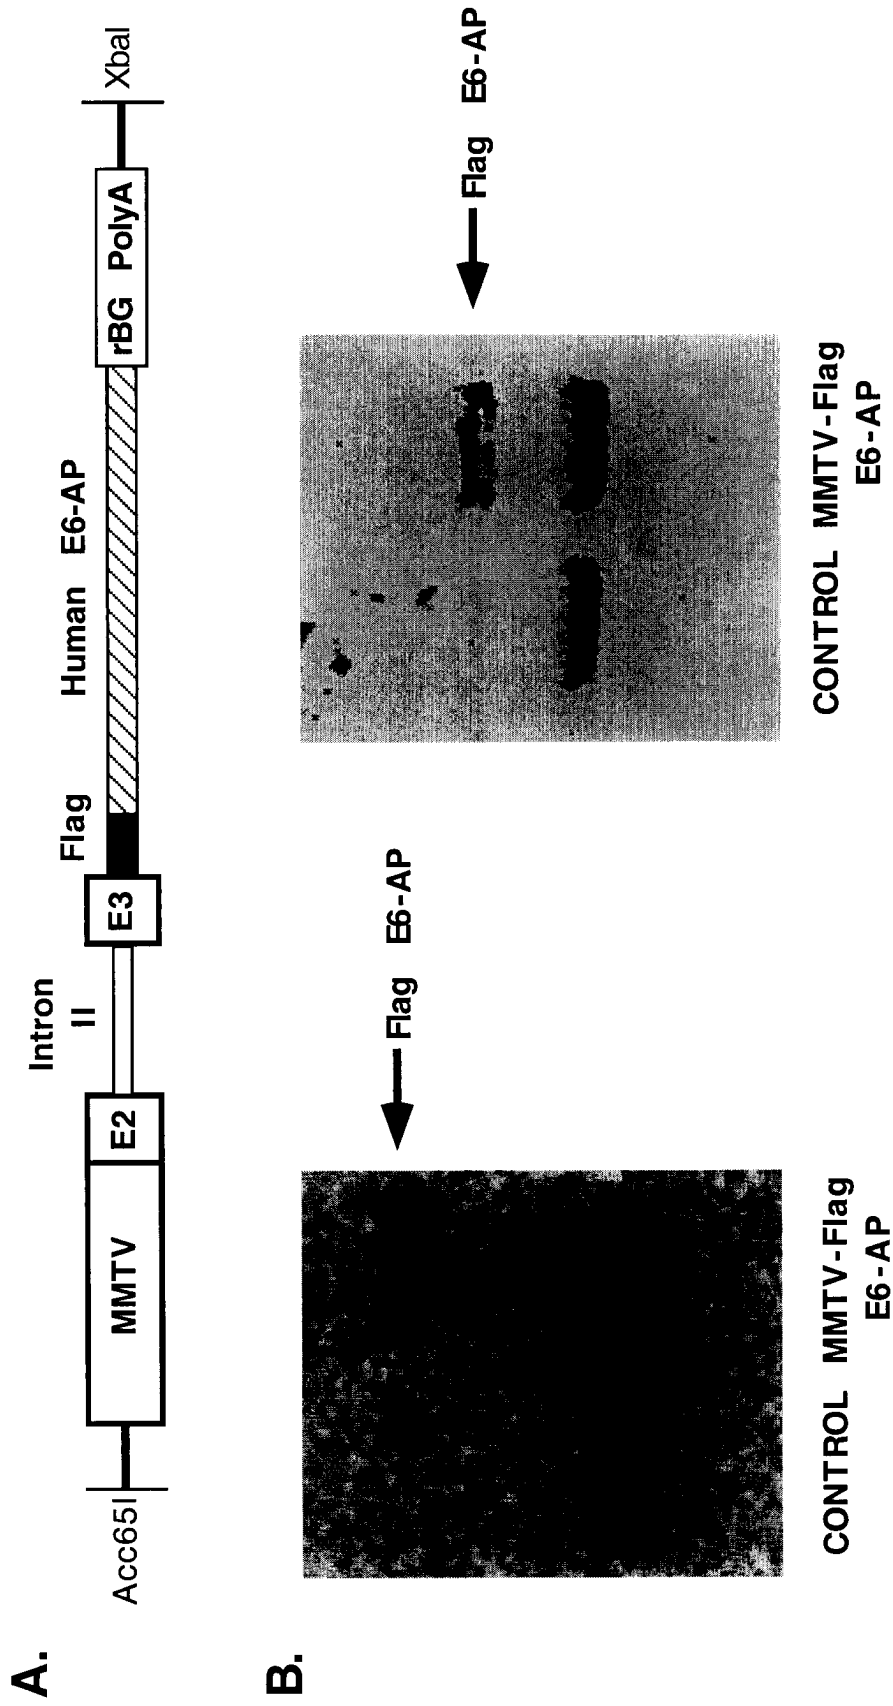 A.
Acc65I
MMTV
E2
Intron
II
E3
Flag
Human E6-AP
rBG PolyA
XbaI
B.
Flag E6-AP
CONTROL MMTV-Flag
E6-AP
Flag E6-AP
CONTROL MMTV-Flag
E6-AP